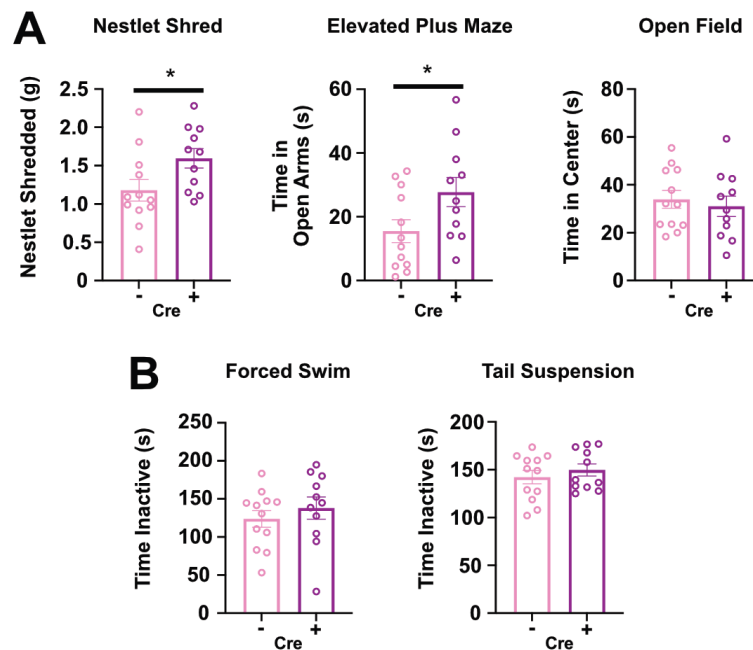 A
Nestlet Shred
Elevated Plus Maze
Open Field
Nestlet Shredded (g)
2.5
2.0
1.5
1.0
0.5
0
*
-
+
Cre
Time in
Open Arms (s)
60
40
20
0
*
-
+
Cre
Time in Center (s)
80
60
40
20
0
-
+
Cre
B
Forced Swim
Tail Suspension
Time Inactive (s)
250
200
150
100
50
0
-
+
Cre
Time Inactive (s)
200
150
100
50
0
-
+
Cre